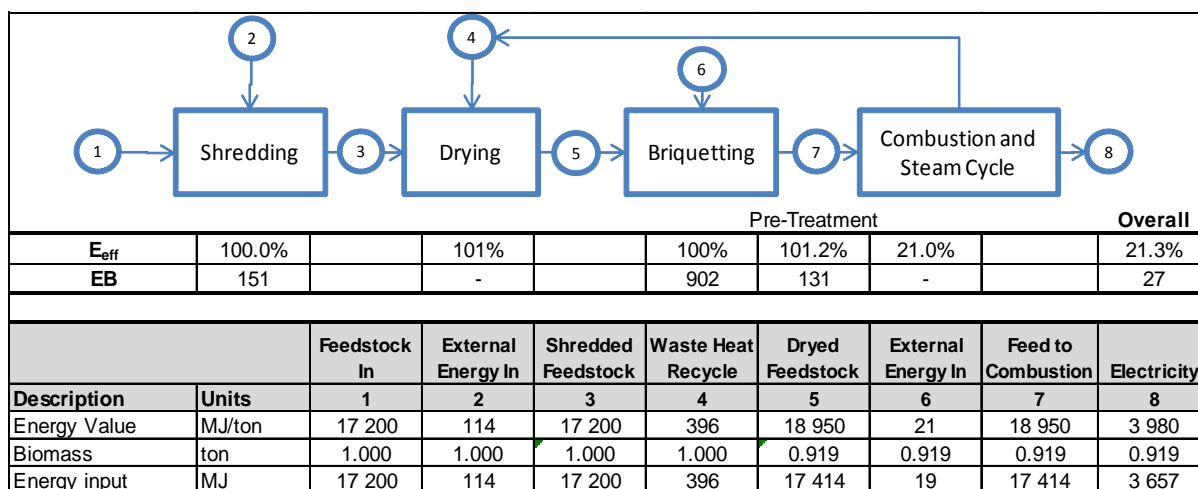 2
4
6
1
Shredding
3
Drying
5
Briquetting
7
Combustion and
Steam Cycle
8
Pre-Treatment Overall
Eeff 100.0% 101% 100% 101.2% 21.0% 21.3%
EB 151 - 902 131 - 27
Feedstock In External Energy In Shredded Feedstock Waste Heat Recycle Dryed Feedstock External Energy In Feed to Combustion Electricity
Description Units 1 2 3 4 5 6 7 8
Energy Value MJ/ton 17 200 114 17 200 396 18 950 21 18 950 3 980
Biomass ton 1.000 1.000 1.000 1.000 0.919 0.919 0.919 0.919
Energy input MJ 17 200 114 17 200 396 17 414 19 17 414 3 657